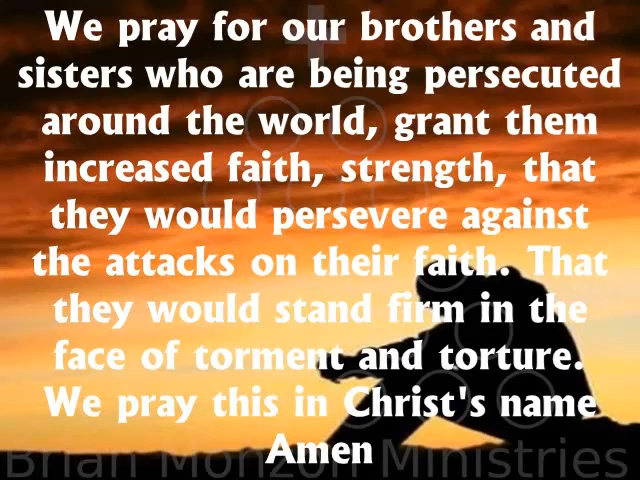 We pray for our brothers and
sisters who are being persecuted
around the world, grant them
increased faith, strength, that
they would persevere against
the attacks on their faith. That
they would stand firm in the
face of torment and torture.
We pray this in Christ's name
Amen
Brian Monzon Ministries